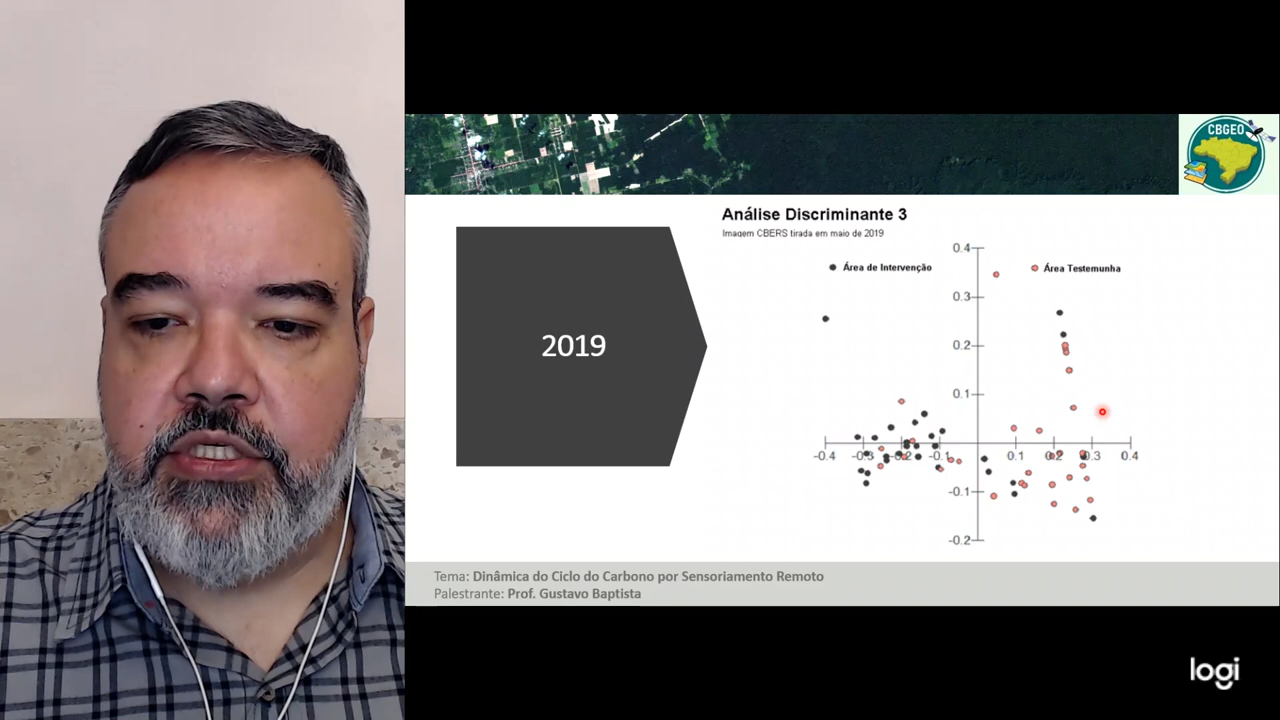 CBGEO
Análise Discriminante 3
Imagem CBERS tirada em maio de 2019
2019
Área de Intervenção
Área Testemunha
0.4
0.3
0.2
0.1
-0.4 -0.3 -0.2 -0.1 0.1 0.2 0.3 0.4
-0.1
-0.2
Tema: Dinâmica do Ciclo do Carbono por Sensoriamento Remoto
Palestrante: Prof. Gustavo Baptista
logi